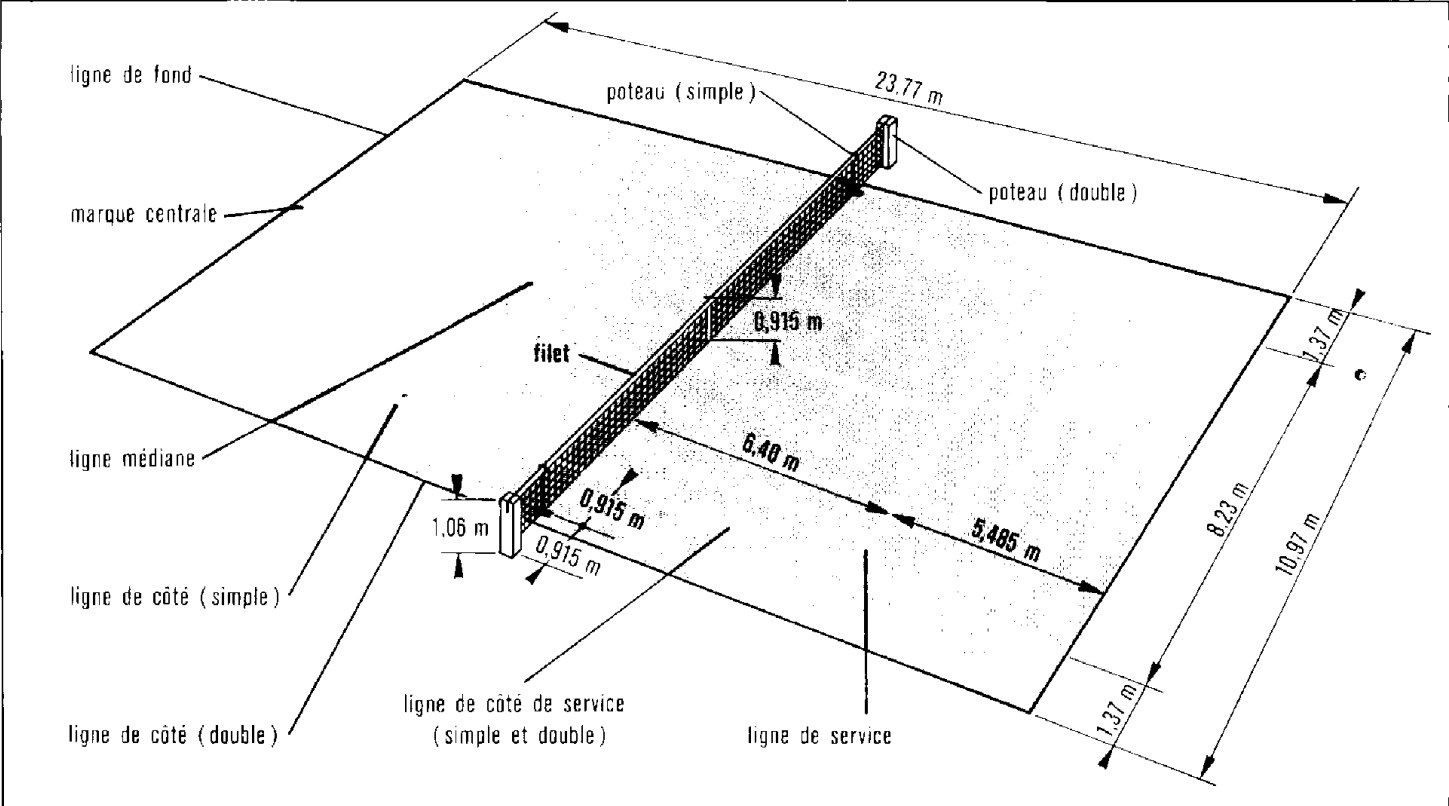 ligne de fond
poteau (simple)
23,77 m
poteau (double)
marque centrale
0,915 m
1,37 m
filet
ligne médiane
6,40 m
0,915 m
1,06 m
0,915 m
5,485 m
8,23 m
10,97 m
ligne de côté (simple)
ligne de côté de service
(simple et double)
ligne de côté (double)
ligne de service
1,37 m